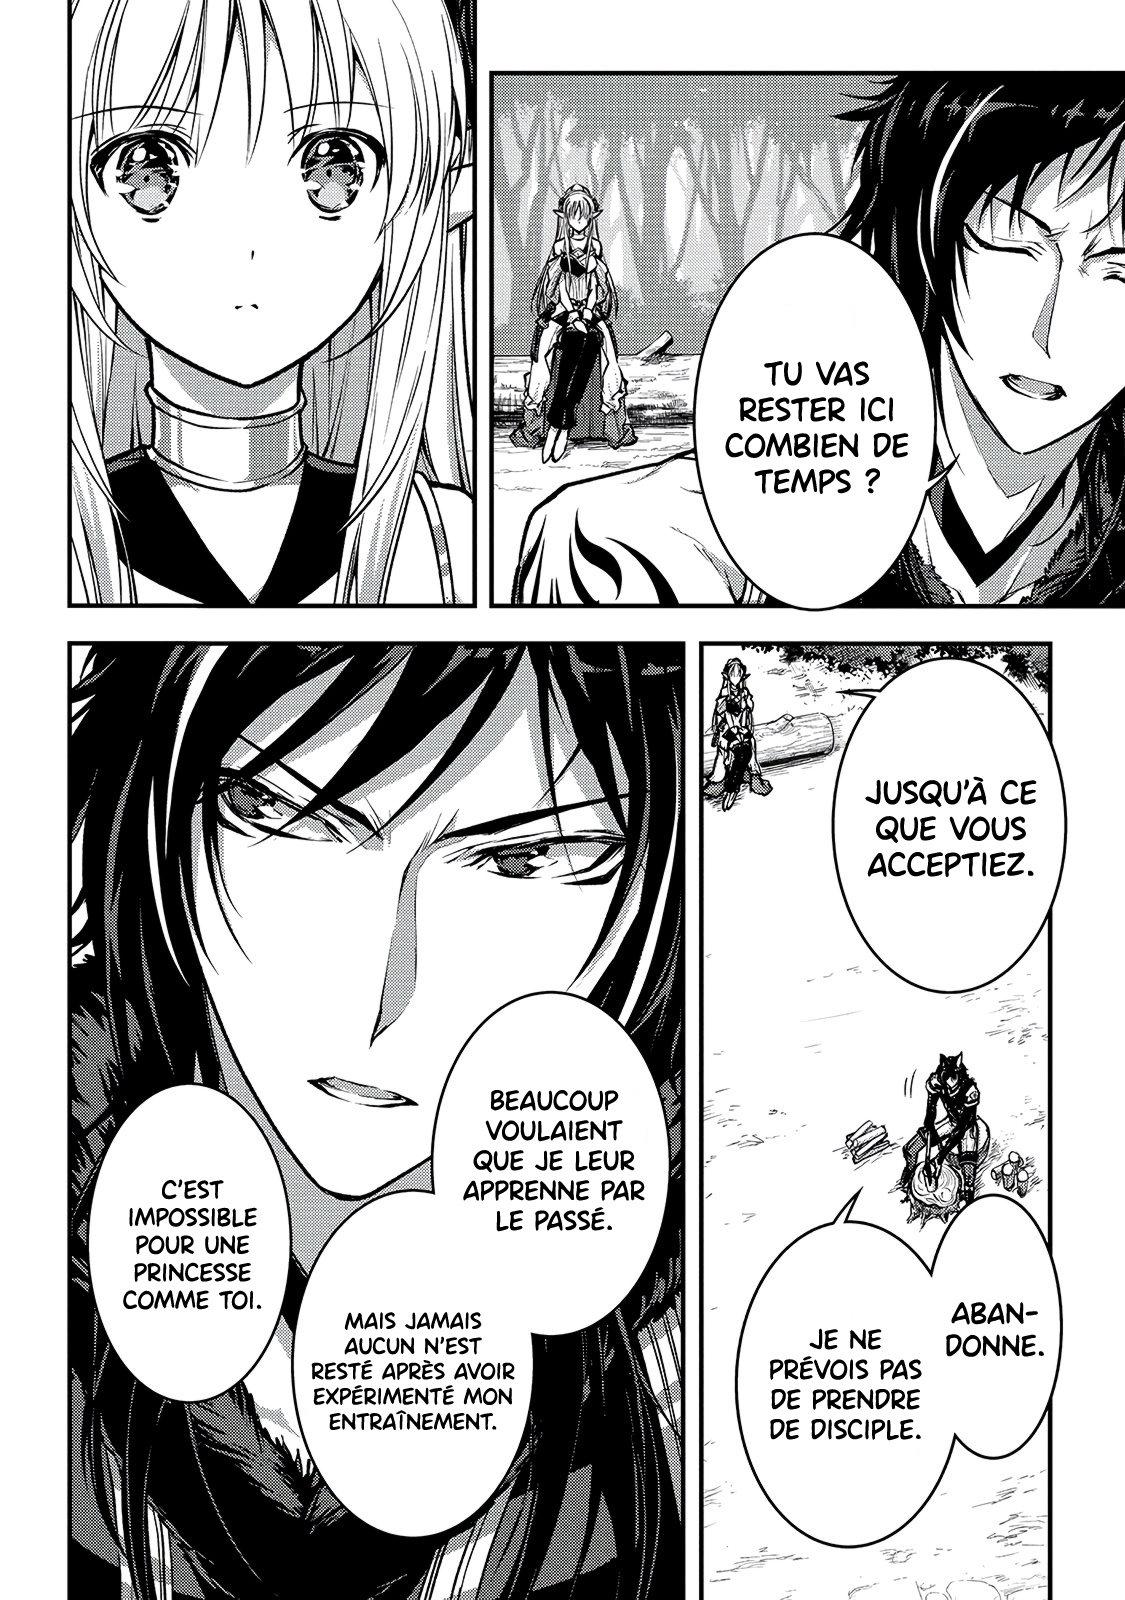 TU VAS
RESTER ICI
COMBIEN DE
TEMPS ?
JUSQU'À CE
QUE VOUS
ACCEPTIEZ.
ABAN-
DONNE.
JE NE
PRÉVOIS PAS
DE PRENDRE
DE DISCIPLE.
BEAUCOUP
VOULAIENT
QUE JE LEUR
APPRENNE PAR
LE PASSÉ.
MAIS JAMAIS
AUCUN N'EST
RESTÉ APRÈS AVOIR
EXPÉRIMENTÉ MON
ENTRAÎNEMENT.
C'EST
IMPOSSIBLE
POUR UNE
PRINCESSE
COMME TOI.